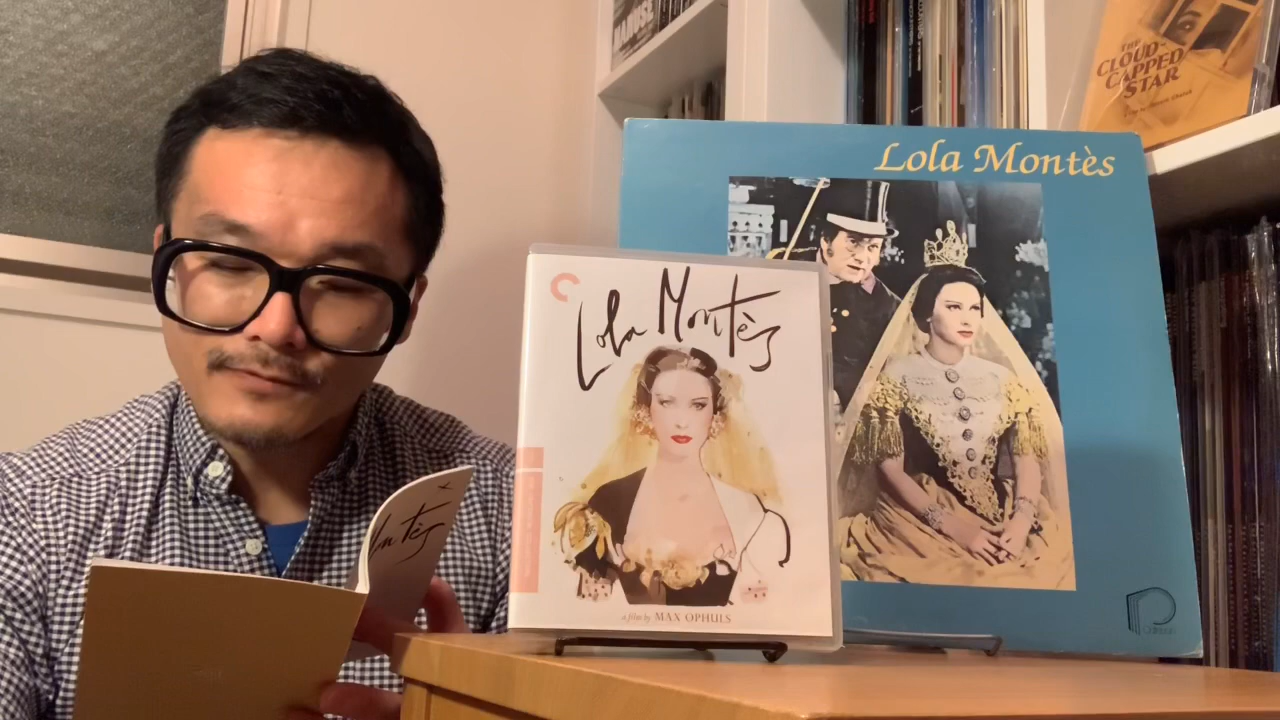 THE
CLOUD-
CAPPED
STAR
Lola Montès
Lola Montès
a film by MAX OPHULS